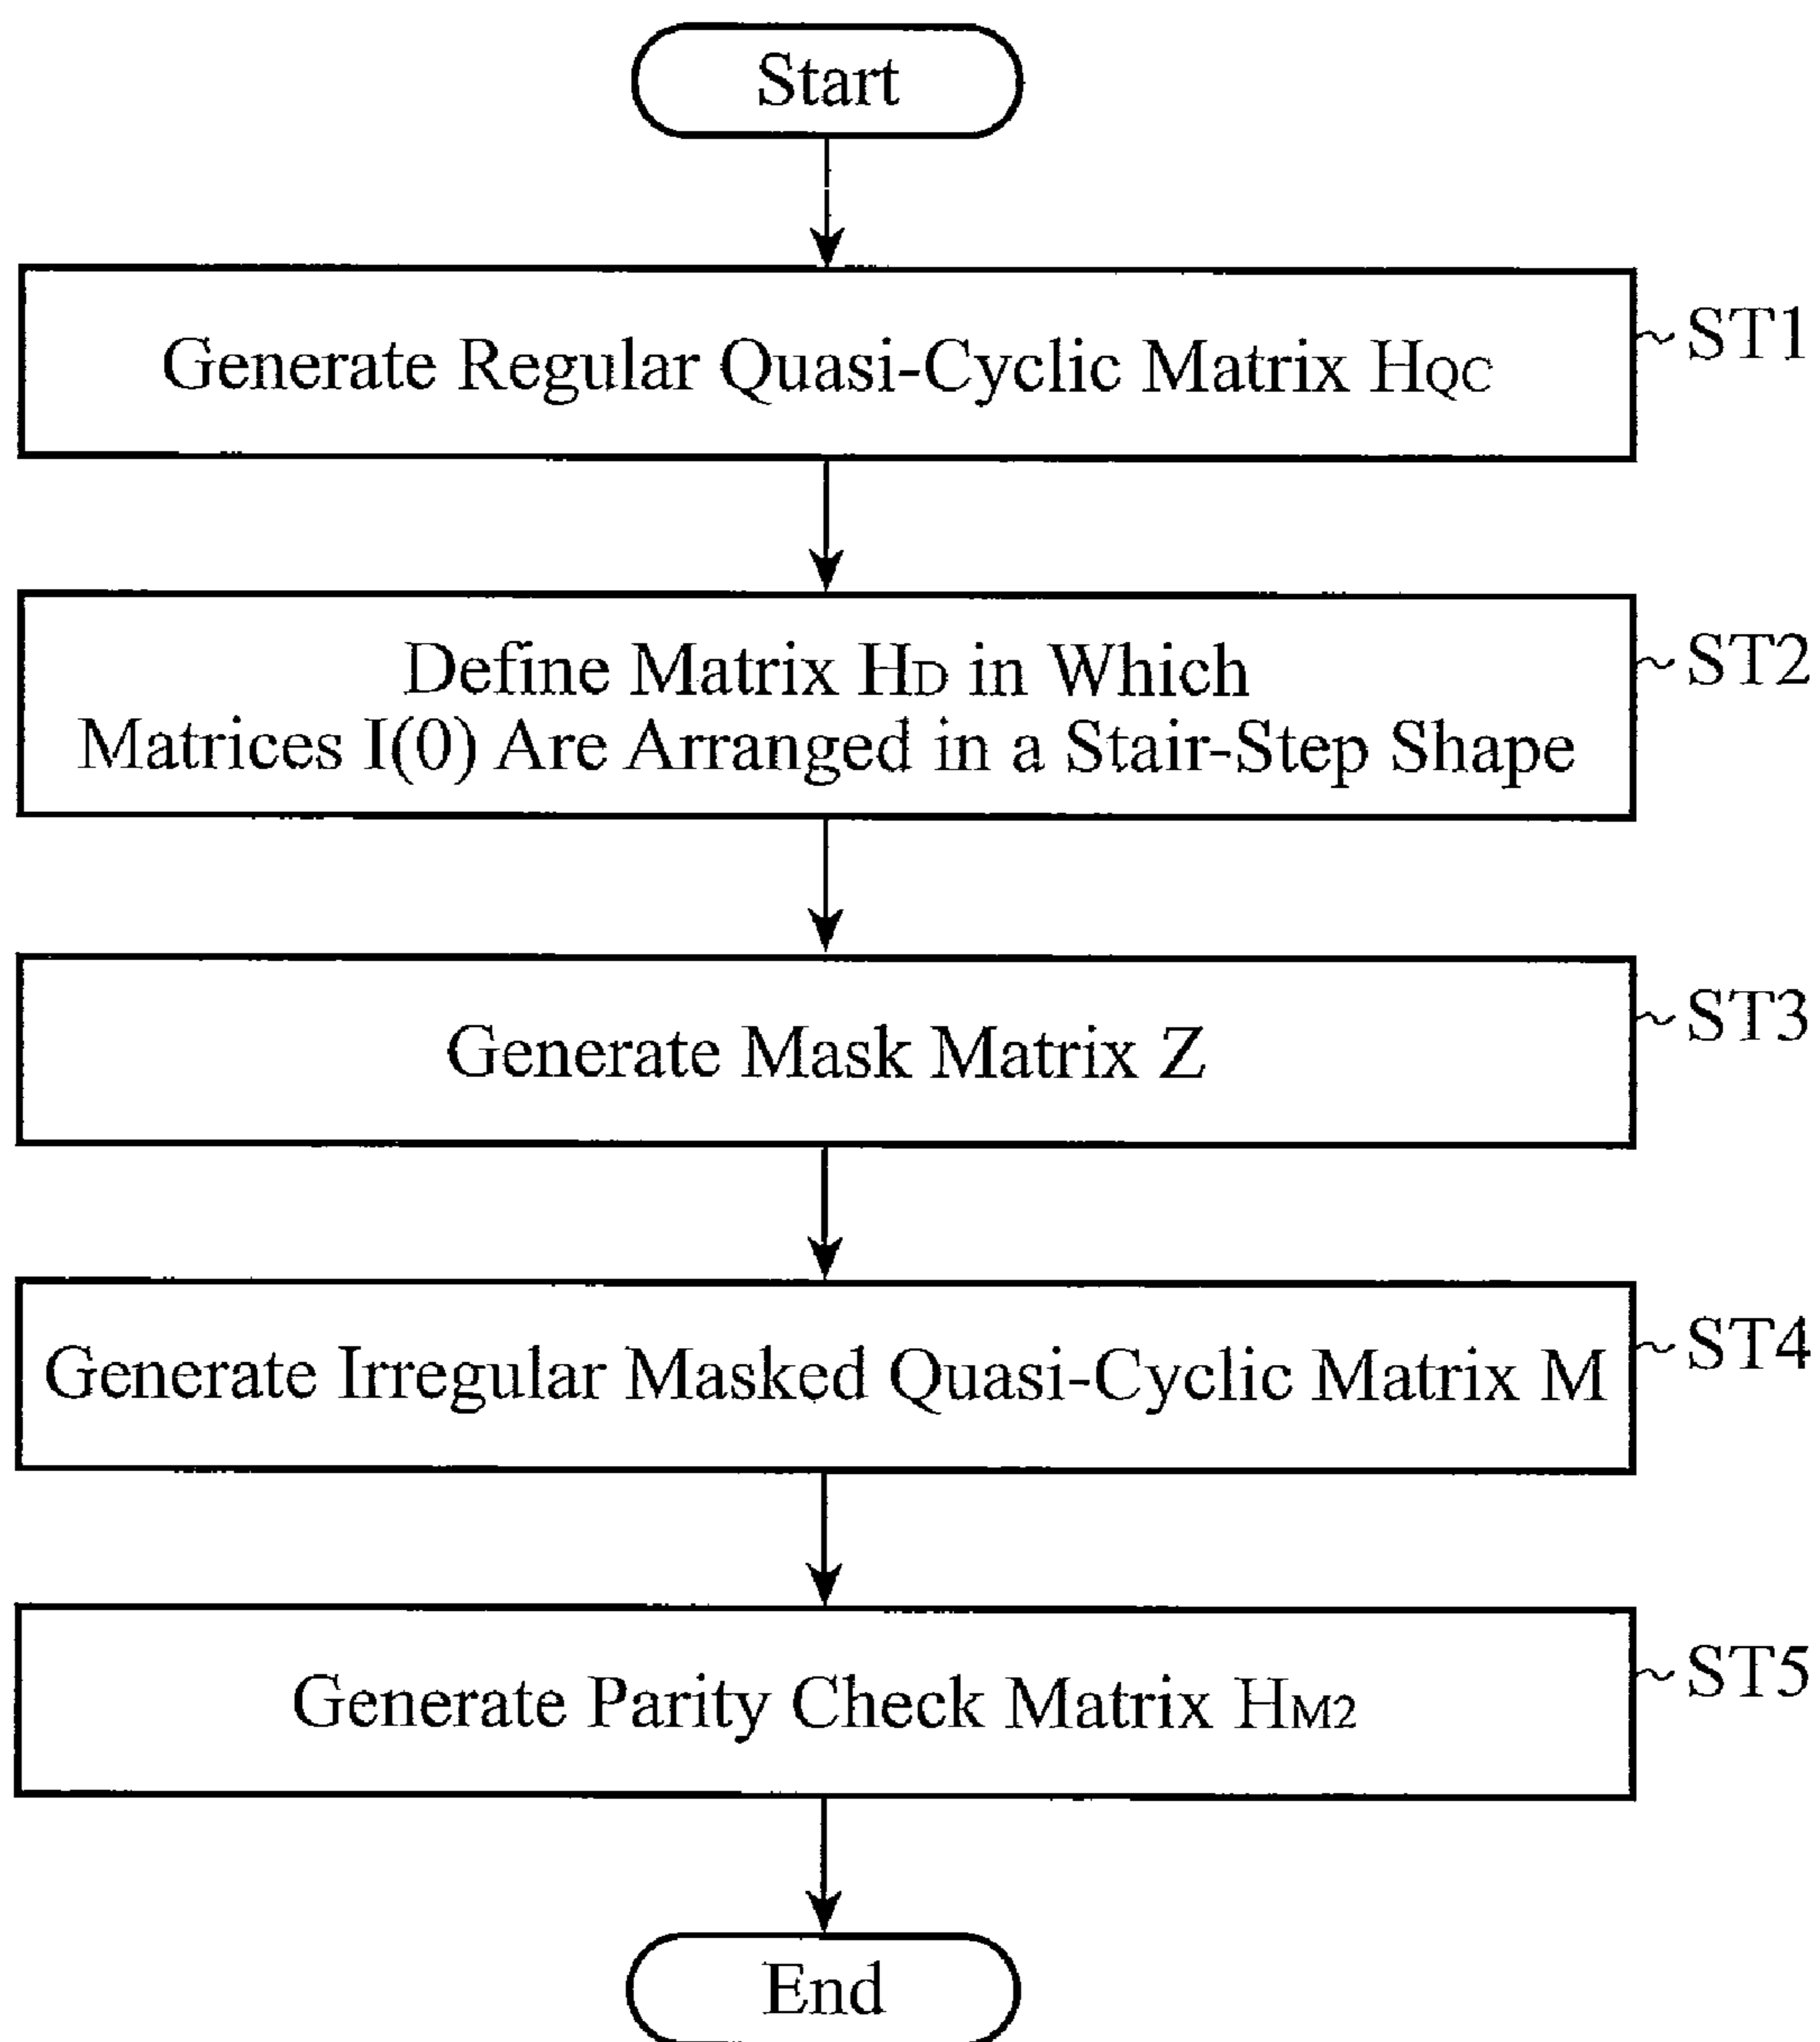 Start
Generate Regular Quasi-Cyclic Matrix HQC
ST1
Define Matrix HD in Which
Matrices I(0) Are Arranged in a Stair-Step Shape
ST2
Generate Mask Matrix Z
ST3
Generate Irregular Masked Quasi-Cyclic Matrix M
ST4
Generate Parity Check Matrix HM2
ST5
End